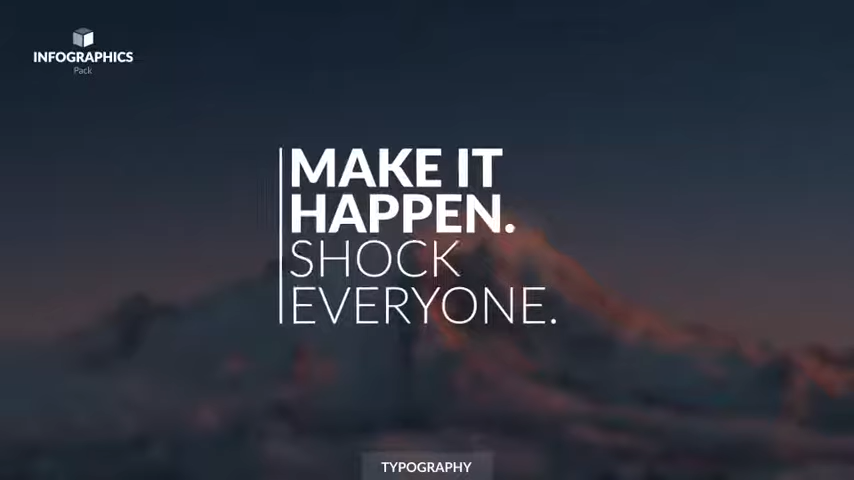 INFOGRAPHICS
Pack
MAKE IT
HAPPEN.
SHOCK
EVERYONE.
TYPOGRAPHY